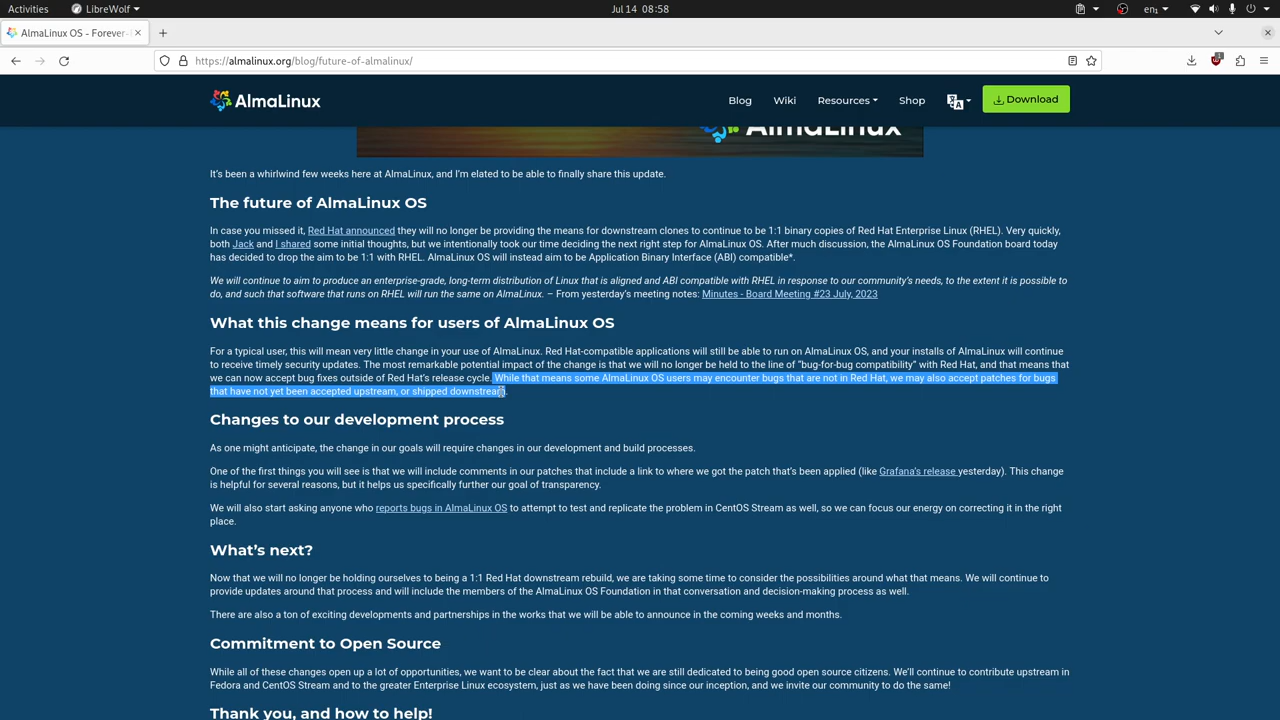 Activities
LibreWolf
Jul 14 08:58
en1
AlmaLinux OS - Forever-
https://almalinux.org/blog/future-of-almalinux/
1
AlmaLinux
Blog
Wiki
Resources
Shop
Download
AlmaLinux
It's been a whirlwind few weeks here at AlmaLinux, and I'm elated to be able to finally share this update.
The future of AlmaLinux OS
In case you missed it, Red Hat announced they will no longer be providing the means for downstream clones to continue to be 1:1 binary copies of Red Hat Enterprise Linux (RHEL). Very quickly,
both Jack and I shared some initial thoughts, but we intentionally took our time deciding the next right step for AlmaLinux OS. After much discussion, the AlmaLinux OS Foundation board today
has decided to drop the aim to be 1:1 with RHEL. AlmaLinux OS will instead aim to be Application Binary Interface (ABI) compatible*.
We will continue to aim to produce an enterprise-grade, long-term distribution of Linux that is aligned and ABI compatible with RHEL in response to our community's needs, to the extent it is possible to
do, and such that software that runs on RHEL will run the same on AlmaLinux. – From yesterday's meeting notes: Minutes - Board Meeting #23 July, 2023
What this change means for users of AlmaLinux OS
For a typical user, this will mean very little change in your use of AlmaLinux. Red Hat-compatible applications will still be able to run on AlmaLinux OS, and your installs of AlmaLinux will continue
to receive timely security updates. The most remarkable potential impact of the change is that we will no longer be held to the line of "bug-for-bug compatibility" with Red Hat, and that means that
we can now accept bug fixes outside of Red Hat's release cycle. While that means some AlmaLinux OS users may encounter bugs that are not in Red Hat, we may also accept patches for bugs
that have not yet been accepted upstream, or shipped downstream.
Changes to our development process
As one might anticipate, the change in our goals will require changes in our development and build processes.
One of the first things you will see is that we will include comments in our patches that include a link to where we got the patch that's been applied (like Grafana's release yesterday). This change
is helpful for several reasons, but it helps us specifically further our goal of transparency.
We will also start asking anyone who reports bugs in AlmaLinux OS to attempt to test and replicate the problem in CentOS Stream as well, so we can focus our energy on correcting it in the right
place.
What's next?
Now that we will no longer be holding ourselves to being a 1:1 Red Hat downstream rebuild, we are taking some time to consider the possibilities around what that means. We will continue to
provide updates around that process and will include the members of the AlmaLinux OS Foundation in that conversation and decision-making process as well.
There are also a ton of exciting developments and partnerships in the works that we will be able to announce in the coming weeks and months.
Commitment to Open Source
While all of these changes open up a lot of opportunities, we want to be clear about the fact that we are still dedicated to being good open source citizens. We'll continue to contribute upstream in
Fedora and CentOS Stream and to the greater Enterprise Linux ecosystem, just as we have been doing since our inception, and we invite our community to do the same!
Thank you, and how to help!